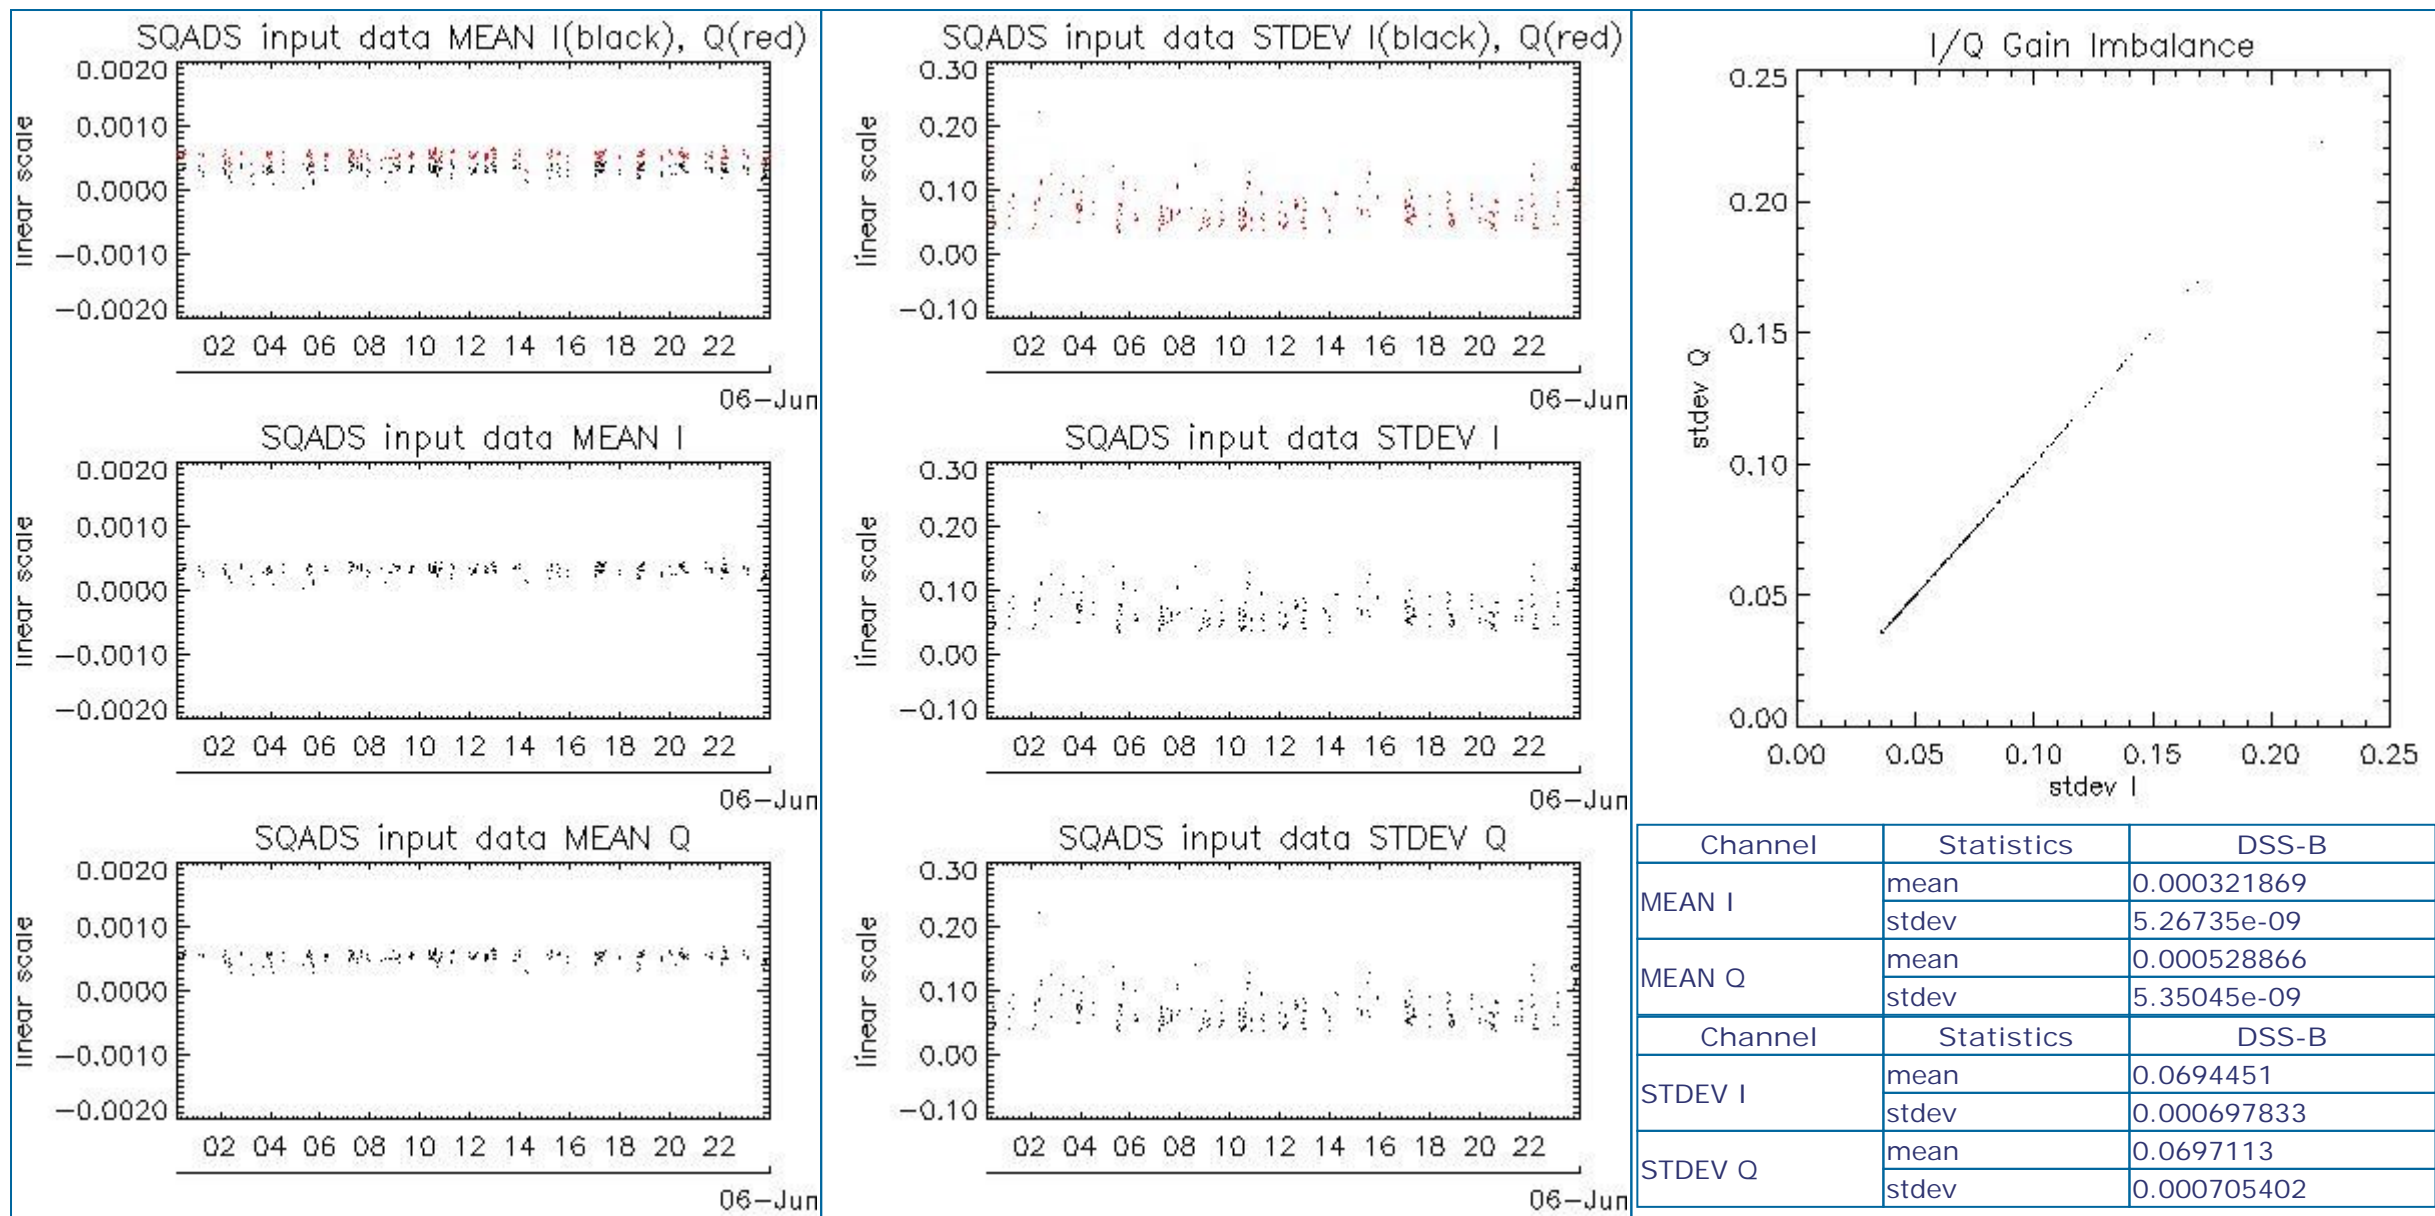 SQADS input data MEAN I(black), Q(red)
linear scale
0.0020
0.0010
0.0000
−0.0010
−0.0020
02 04 06 08 10 12 14 16 18 20 22
06−Jun
SQADS input data MEAN I
linear scale
0.0020
0.0010
0.0000
−0.0010
−0.0020
02 04 06 08 10 12 14 16 18 20 22
06−Jun
SQADS input data MEAN Q
linear scale
0.0020
0.0010
0.0000
−0.0010
−0.0020
02 04 06 08 10 12 14 16 18 20 22
06−Jun
SQADS input data STDEV I(black), Q(red)
linear scale
0.30
0.20
0.10
0.00
−0.10
02 04 06 08 10 12 14 16 18 20 22
06−Jun
SQADS input data STDEV I
linear scale
0.30
0.20
0.10
0.00
−0.10
02 04 06 08 10 12 14 16 18 20 22
06−Jun
SQADS input data STDEV Q
linear scale
0.30
0.20
0.10
0.00
−0.10
02 04 06 08 10 12 14 16 18 20 22
06−Jun
I/Q Gain Imbalance
stdev Q
0.25
0.20
0.15
0.10
0.05
0.00
0.00 0.05 0.10 0.15 0.20 0.25
stdev I
Channel Statistics DSS-B
MEAN I mean 0.000321869
stdev 5.26735e-09
MEAN Q mean 0.000528866
stdev 5.35045e-09
Channel Statistics DSS-B
STDEV I mean 0.0694451
stdev 0.000697833
STDEV Q mean 0.0697113
stdev 0.000705402